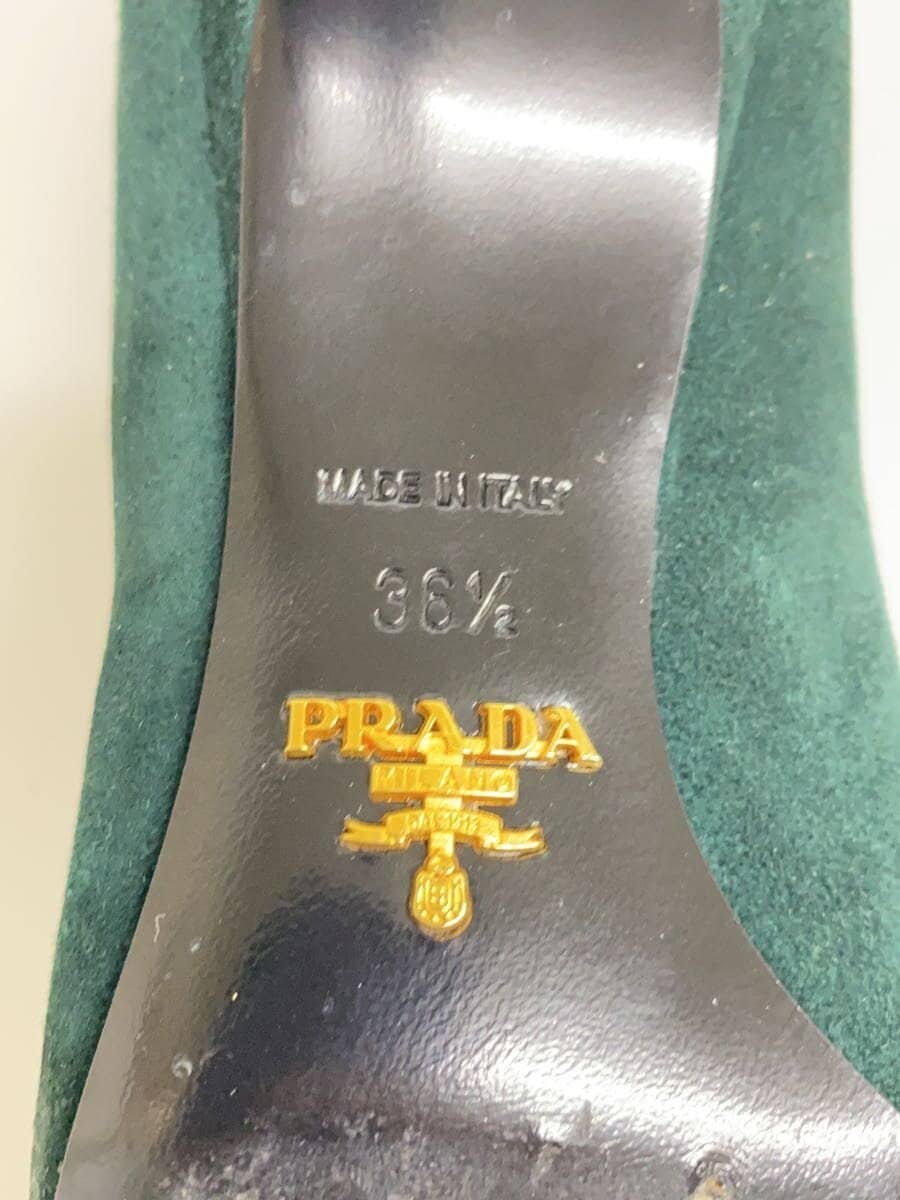 MADE IN ITALY
36½
PRADA
MILANO
DAL 1913